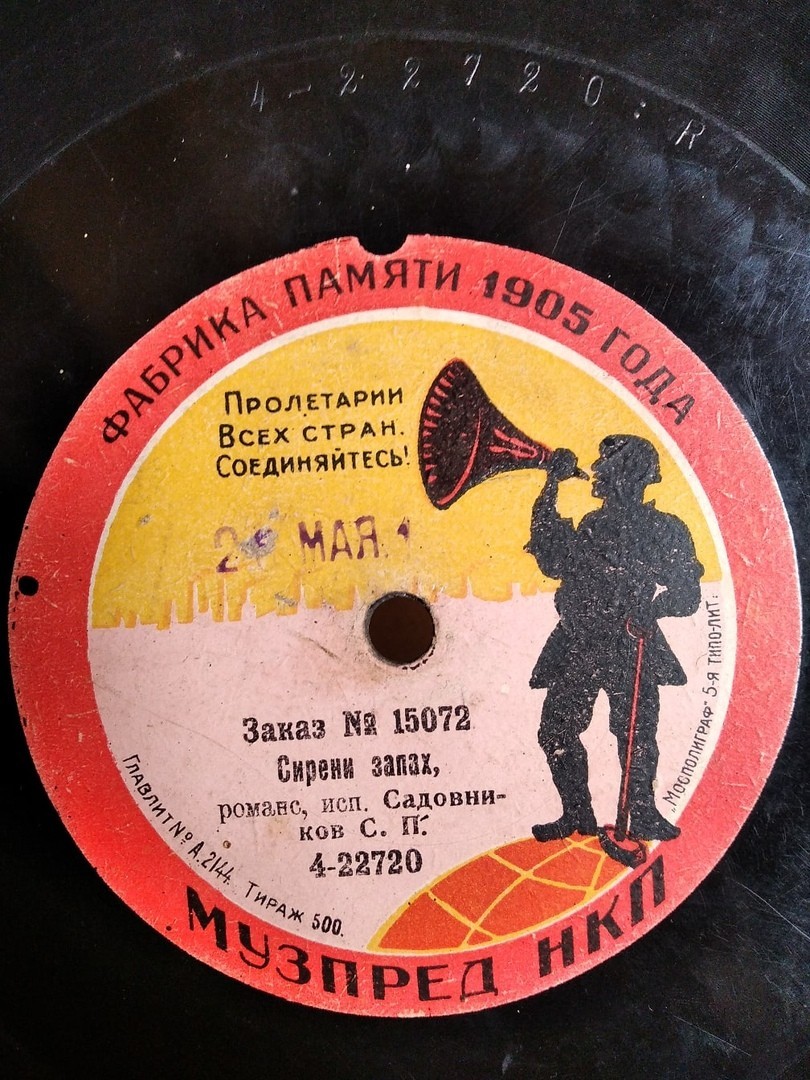 4-22720:R
ФАБРИКА ПАМЯТИ 1905 ГОДА
ПРОЛЕТАРИИ
ВСЕХ СТРАН.
СОЕДИНЯЙТЕСЬ!
МАЯ
Заказ № 15072
Сирени запах,
романс, исп. Садовни-
ков С. П.
4-22720
ГЛАВЛИТ № А. 2144. ТИРАЖ 500.
„МОСПОЛИГРАФ" 5-я ТИПО-ЛИТ:
МУЗПРЕД НКП